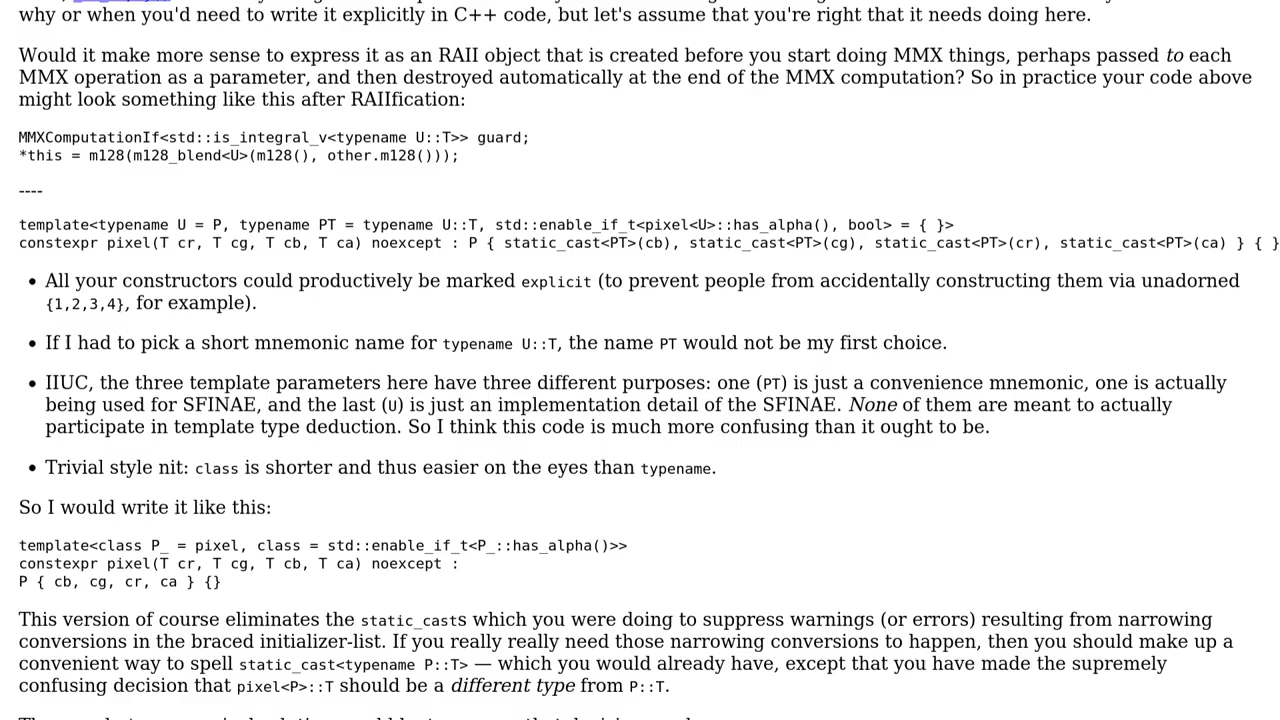 why or when you'd need to write it explicitly in C++ code, but let's assume that you're right that it needs doing here.
Would it make more sense to express it as an RAII object that is created before you start doing MMX things, perhaps passed to each
MMX operation as a parameter, and then destroyed automatically at the end of the MMX computation? So in practice your code above
might look something like this after RAIIfication:
MMXComputationIf<std::is_integral_v<typename U::T>> guard;
*this = m128(m128_blend<U>(m128(), other.m128()));
----
template<typename U = P, typename PT = typename U::T, std::enable_if_t<pixel<U>::has_alpha(), bool> = { }>
constexpr pixel(T cr, T cg, T cb, T ca) noexcept : P { static_cast<PT>(cb), static_cast<PT>(cg), static_cast<PT>(cr), static_cast<PT>(ca) } { }
• All your constructors could productively be marked explicit (to prevent people from accidentally constructing them via unadorned
{1,2,3,4}, for example).
• If I had to pick a short mnemonic name for typename U::T, the name PT would not be my first choice.
• IIUC, the three template parameters here have three different purposes: one (PT) is just a convenience mnemonic, one is actually
being used for SFINAE, and the last (U) is just an implementation detail of the SFINAE. None of them are meant to actually
participate in template type deduction. So I think this code is much more confusing than it ought to be.
• Trivial style nit: class is shorter and thus easier on the eyes than typename.
So I would write it like this:
template<class P_ = pixel, class = std::enable_if_t<P_::has_alpha()>>
constexpr pixel(T cr, T cg, T cb, T ca) noexcept :
P { cb, cg, cr, ca } {}
This version of course eliminates the static_casts which you were doing to suppress warnings (or errors) resulting from narrowing
conversions in the braced initializer-list. If you really really need those narrowing conversions to happen, then you should make up a
convenient way to spell static_cast<typename P::T> — which you would already have, except that you have made the supremely
confusing decision that pixel<P>::T should be a different type from P::T.